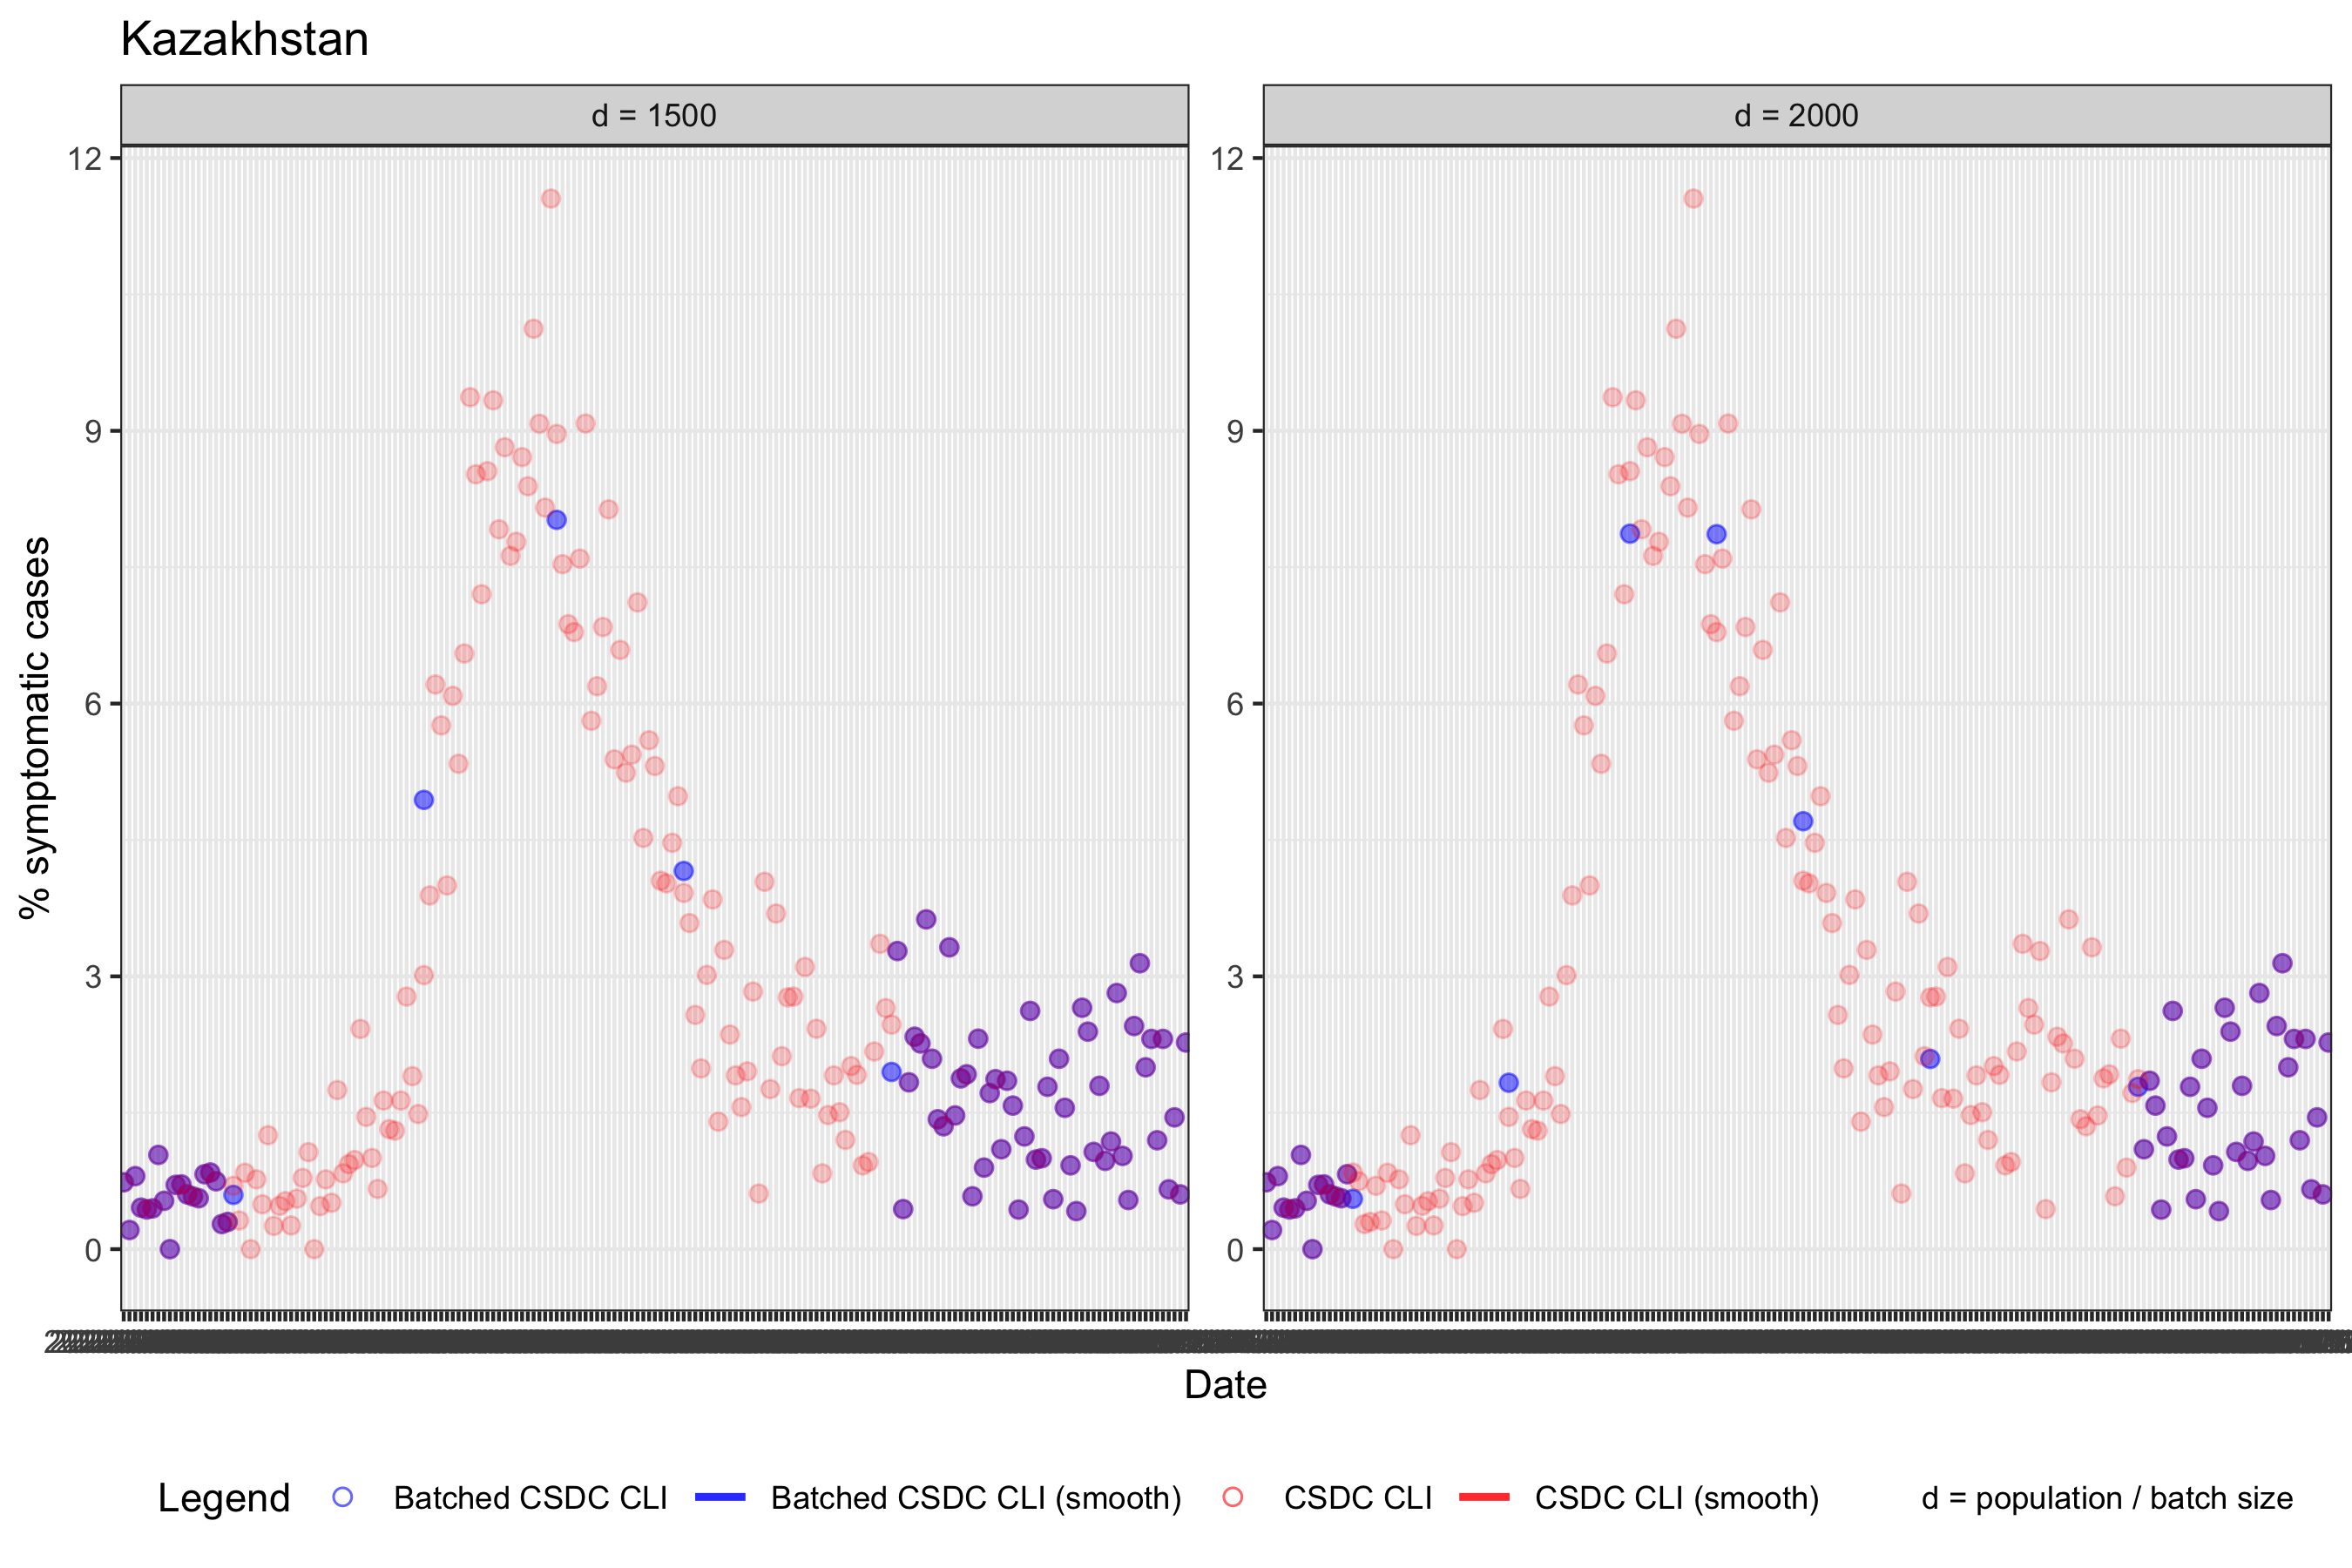 Kazakhstan
d = 1500
d = 2000
% symptomatic cases
12
9
6
3
0
12
9
6
3
0
Date
Legend
Batched CSDC CLI
Batched CSDC CLI (smooth)
CSDC CLI
CSDC CLI (smooth)
d = population / batch size